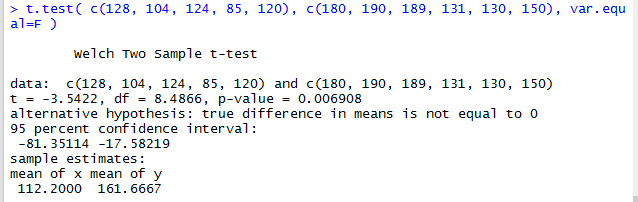 > t.test( c(128, 104, 124, 85, 120), c(180, 190, 189, 131, 130, 150), var.equ
al=F )
Welch Two Sample t-test
data:  c(128, 104, 124, 85, 120) and c(180, 190, 189, 131, 130, 150)
t = -3.5422, df = 8.4866, p-value = 0.006908
alternative hypothesis: true difference in means is not equal to 0
95 percent confidence interval:
 -81.35114 -17.58219
sample estimates:
mean of x mean of y
 112.2000  161.6667